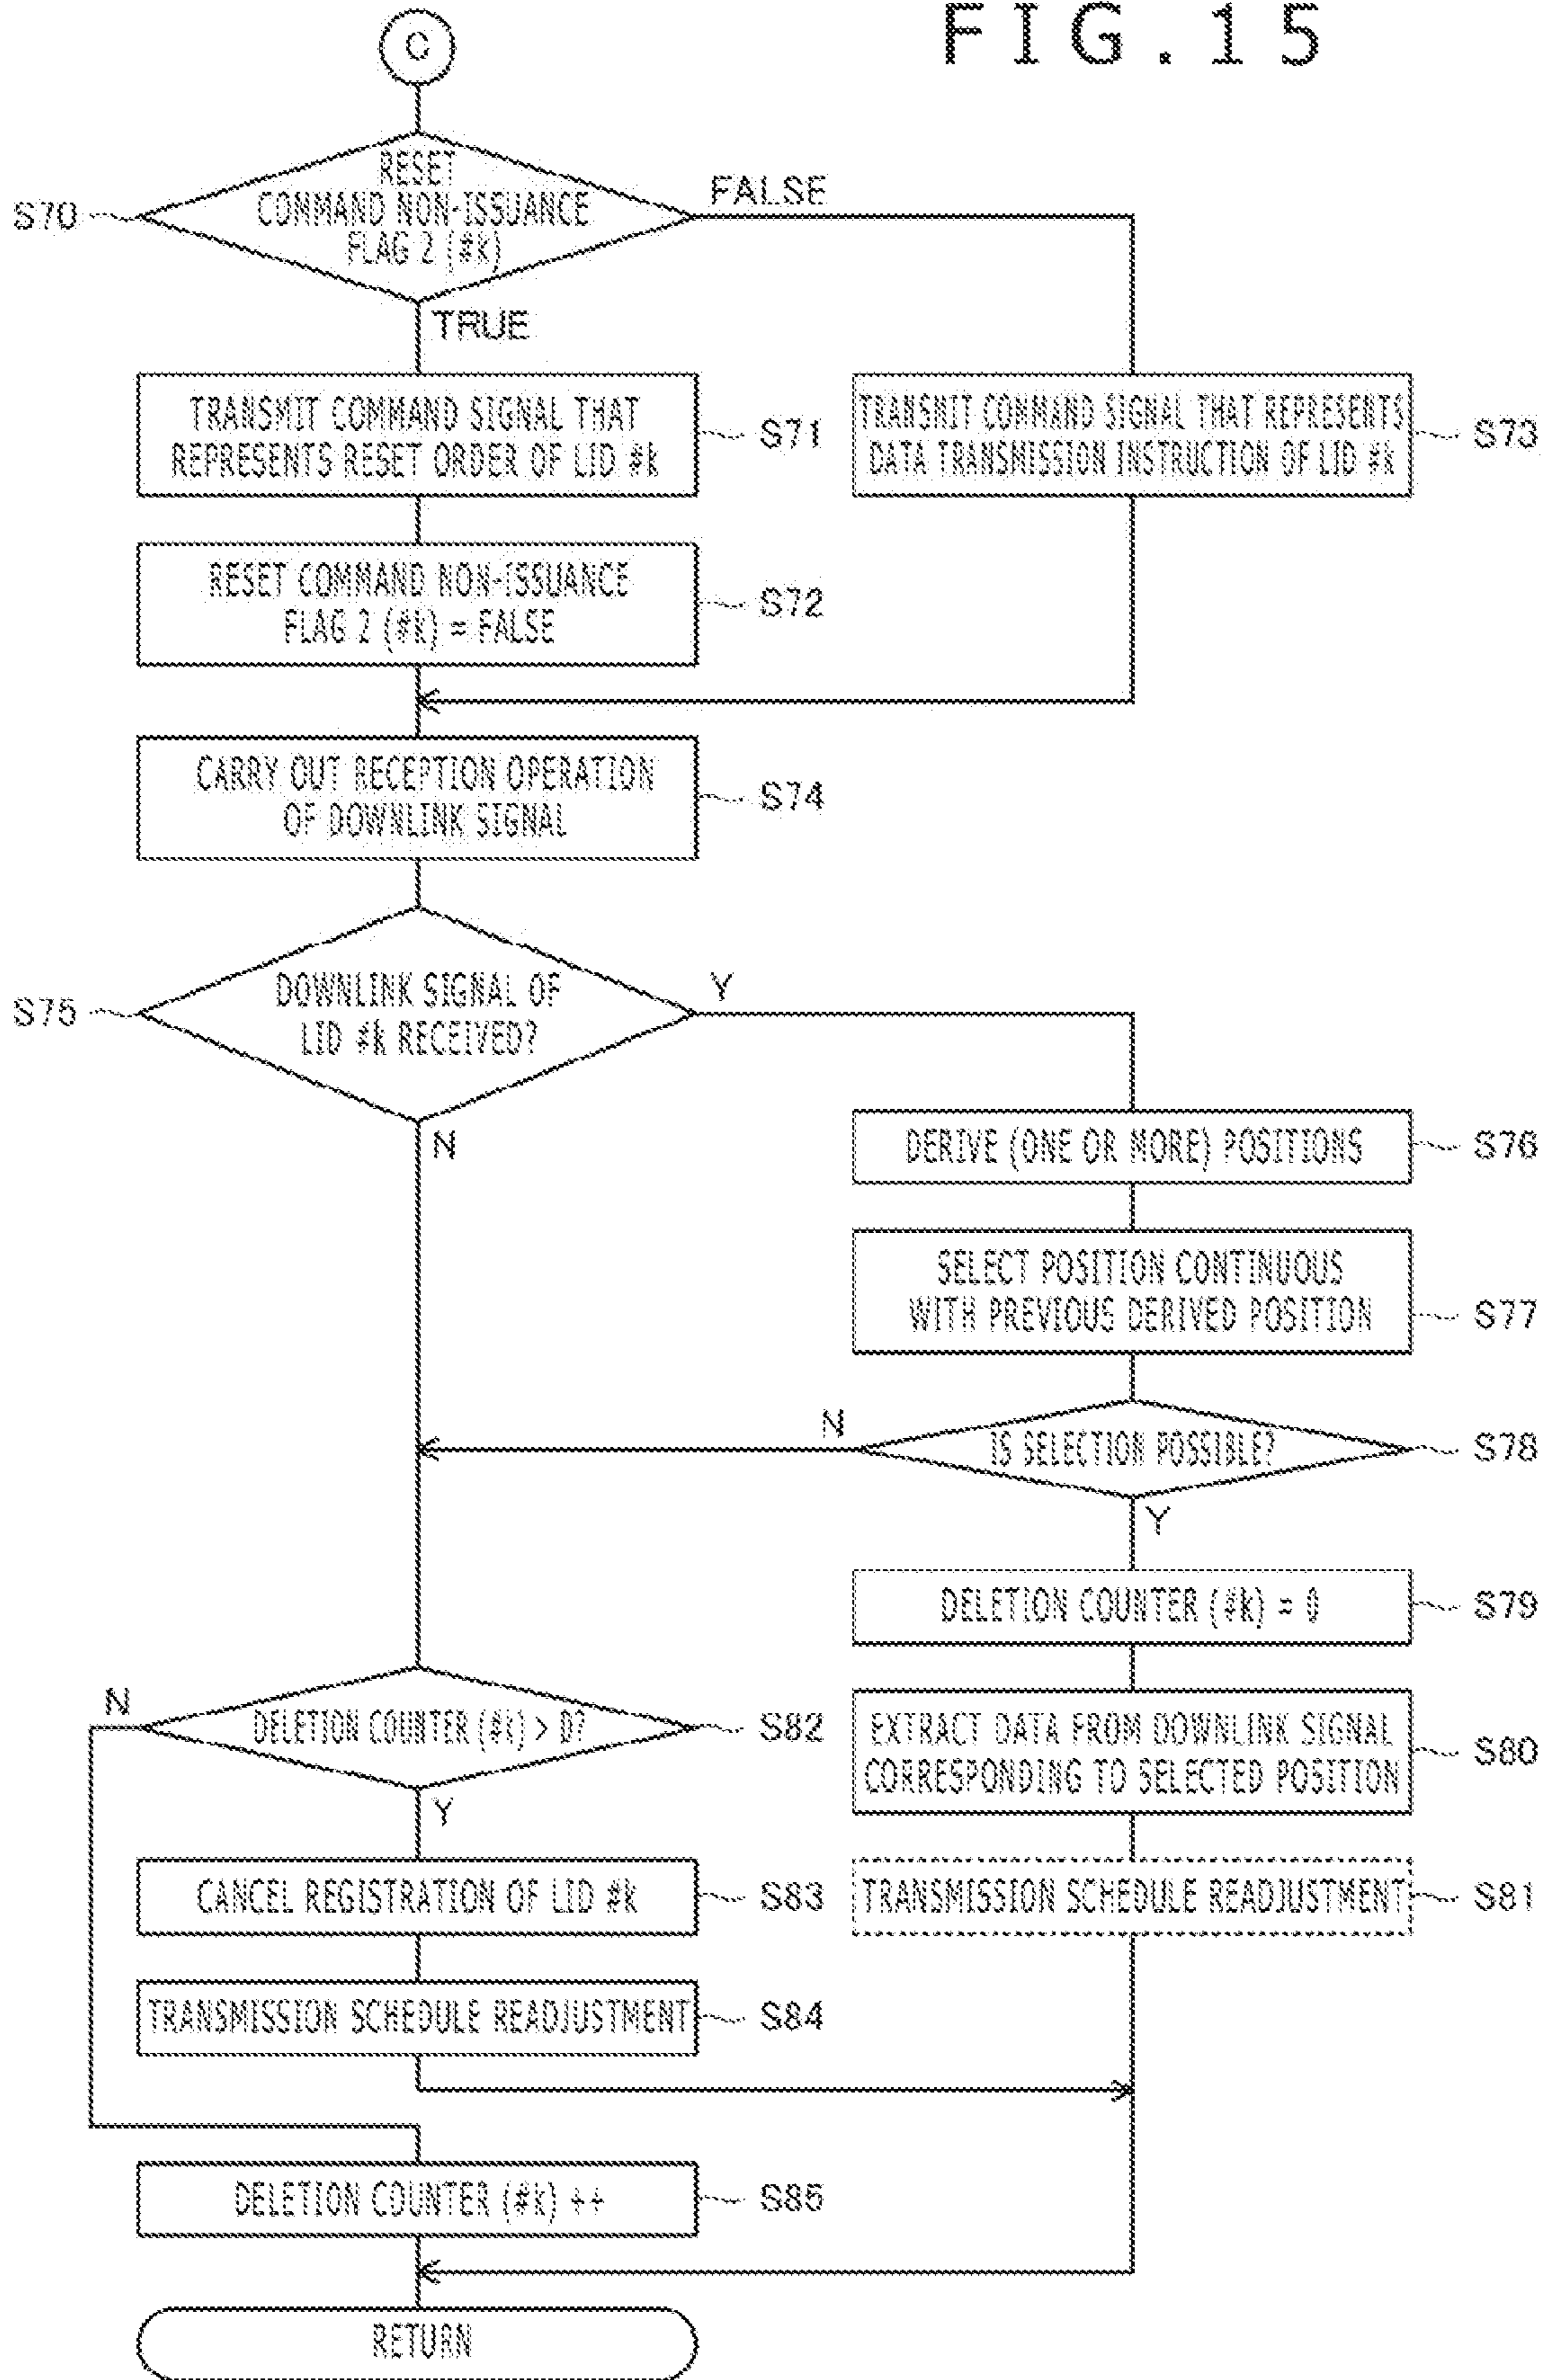 FIG.15
C
RESET
COMMAND NON-ISSUANCE
FLAG 2 (#k)
S70
FALSE
TRUE
TRANSMIT COMMAND SIGNAL THAT
REPRESENTS RESET ORDER OF LID #k
S71
TRANSMIT COMMAND SIGNAL THAT REPRESENTS
DATA TRANSMISSION INSTRUCTION OF LID #k
S73
RESET COMMAND NON-ISSUANCE
FLAG 2 (#k) = FALSE
S72
CARRY OUT RECEPTION OPERATION
OF DOWNLINK SIGNAL
S74
DOWNLINK SIGNAL OF
LID #k RECEIVED?
S75
Y
N
DERIVE (ONE OR MORE) POSITIONS
S76
SELECT POSITION CONTINUOUS
WITH PREVIOUS DERIVED POSITION
S77
IS SELECTION POSSIBLE?
S78
N
Y
DELETION COUNTER (#k) = 0
S79
EXTRACT DATA FROM DOWNLINK SIGNAL
CORRESPONDING TO SELECTED POSITION
S80
TRANSMISSION SCHEDULE READJUSTMENT
S81
DELETION COUNTER (#k) > D?
S82
N
Y
CANCEL REGISTRATION OF LID #k
S83
TRANSMISSION SCHEDULE READJUSTMENT
S84
DELETION COUNTER (#k) ++
S85
RETURN